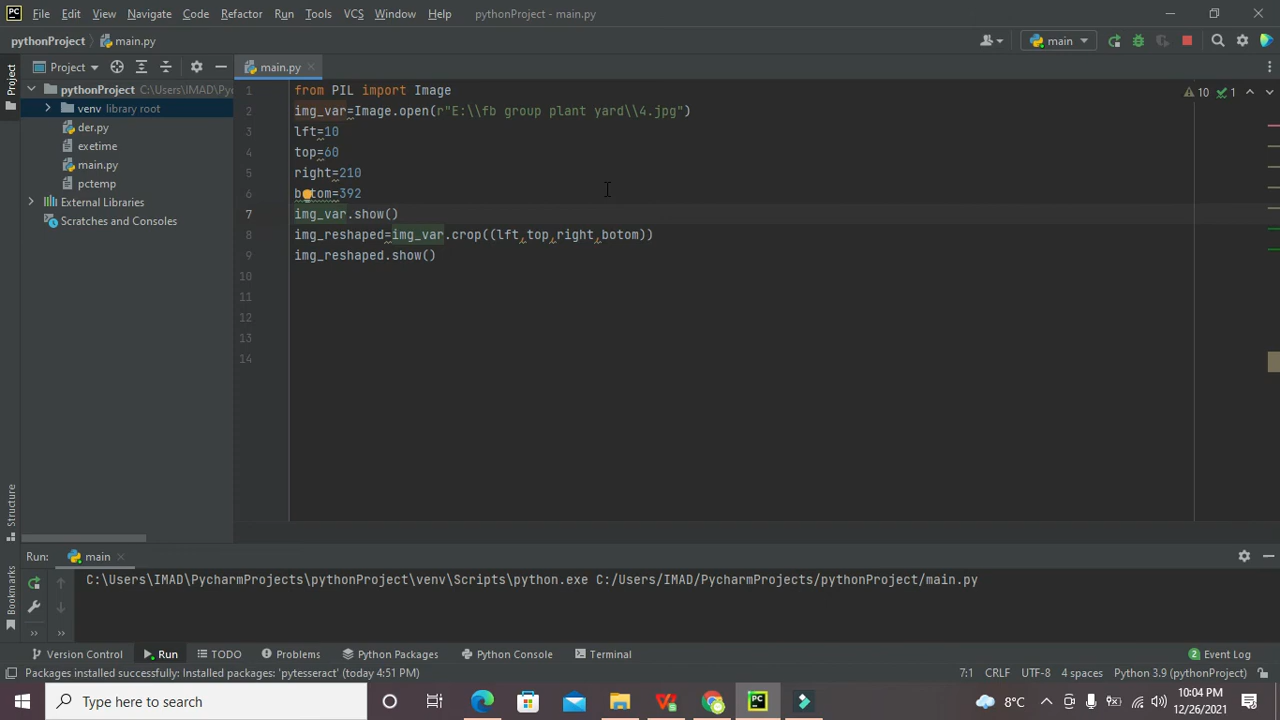 PC File Edit View Navigate Code Refactor Run Tools VCS Window Help pythonProject - main.py
pythonProject main.py main
Project main.py
Project
pythonProject C:\Users\IMAD\Pyc
venv library root
der.py
exetime
main.py
pctemp
External Libraries
Scratches and Consoles
1 from PIL import Image
2 img_var=Image.open(r"E:\\fb group plant yard\\4.jpg")
3 lft=10
4 top=60
5 right=210
6 botom=392
7 img_var.show()
8 img_reshaped=img_var.crop((lft,top,right,botom))
9 img_reshaped.show()
10
11
12
13
14
10 1
Structure
Bookmarks
Run: main
C:\Users\IMAD\PycharmProjects\pythonProject\venv\Scripts\python.exe C:/Users/IMAD/PycharmProjects/pythonProject/main.py
Version Control Run TODO Problems Python Packages Python Console Terminal 2 Event Log
Packages installed successfully: Installed packages: 'pytesseract' (today 4:51 PM) 7:1 CRLF UTF-8 4 spaces Python 3.9 (pythonProject)
Type here to search PC 8°C 10:04 PM
12/26/2021